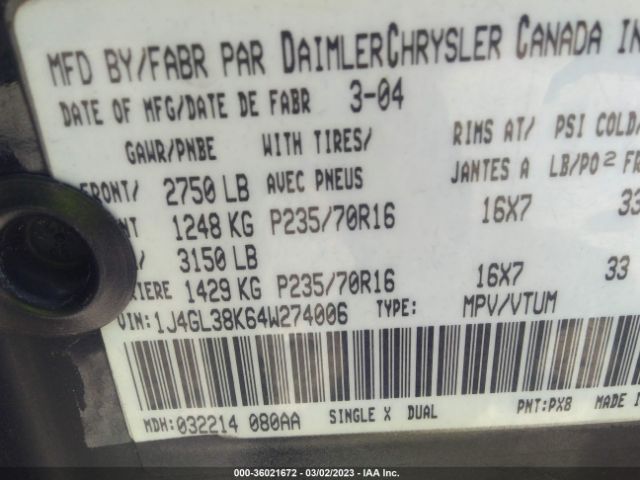 MFD BY/FABR PAR DAIMLERCHRYSLER CANADA IN
DATE OF MFG/DATE DE FABR 3-04
GAWR/PNBE WITH TIRES/ RIMS AT/ PSI COLD/
FRONT/ 2750 LB AVEC PNEUS JANTES A LB/PO² FR
NT 1248 KG P235/70R16 16X7 33
/ 3150 LB
RIERE 1429 KG P235/70R16 16X7 33
VIN: 1J4GL38K64W274006 TYPE: MPV/VTUM
MDH: 032214 080AA SINGLE X DUAL PNT: PX8 MADE I
000-36021672 - 03/02/2023 - IAA Inc.